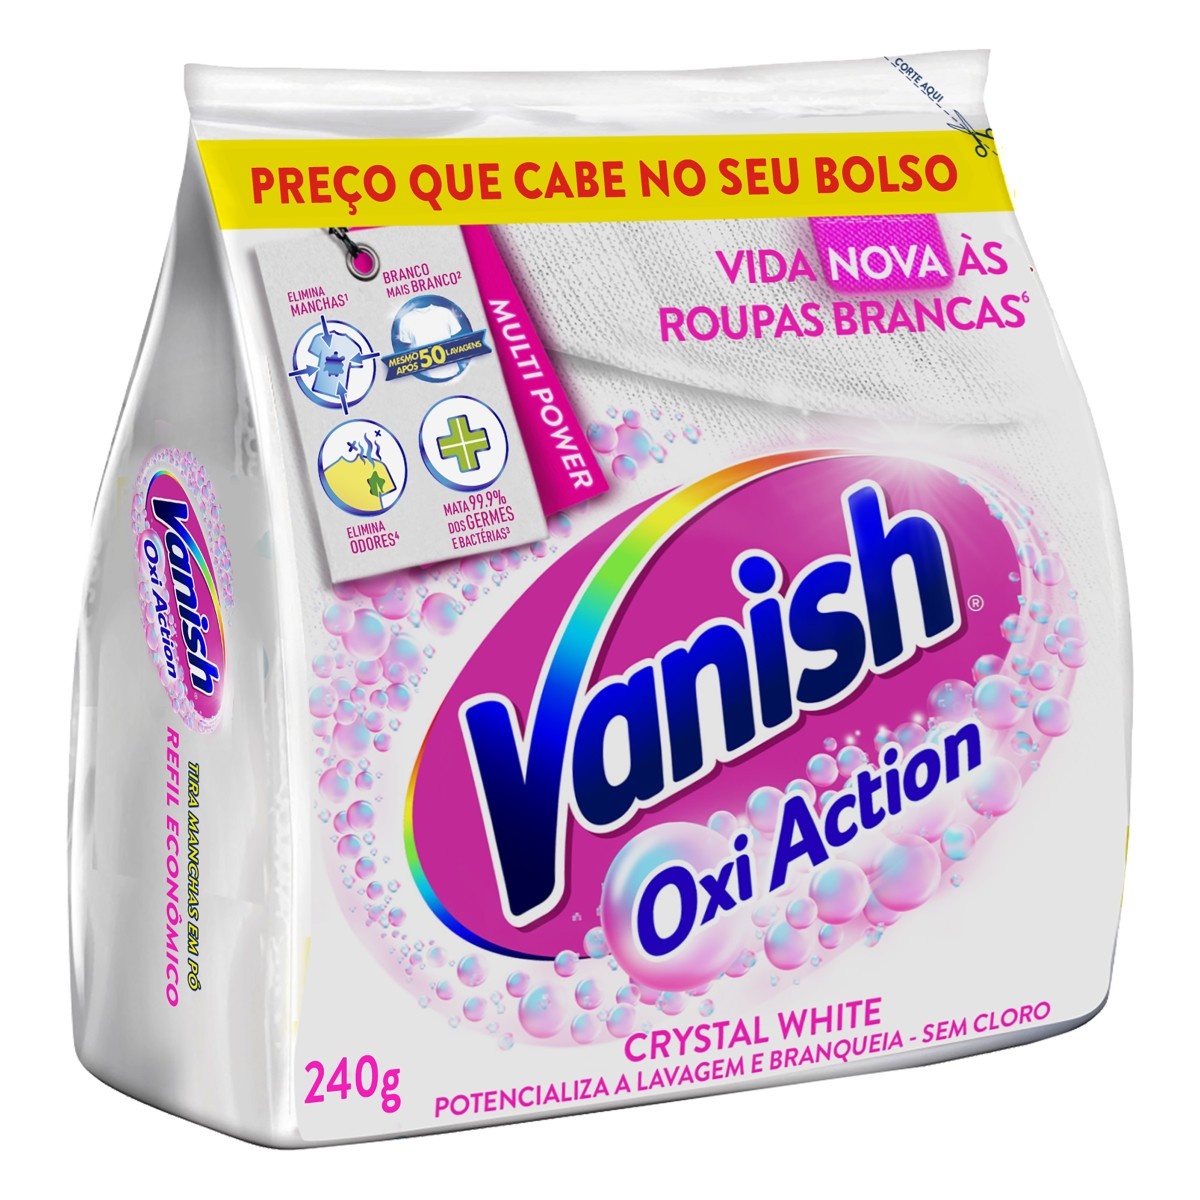 CORTE AQUI
PREÇO QUE CABE NO SEU BOLSO
VIDA NOVA ÀS
ROUPAS BRANCAS⁶
ELIMINA
MANCHAS¹
BRANCO
MAIS BRANCO²
MESMO
APÓS 50 LAVAGENS
MULTI POWER
ELIMINA
ODORES⁴
MATA 99.9%
DOS GERMES
E BACTÉRIAS³
Vanish®
Oxi Action
CRYSTAL WHITE
POTENCIALIZA A LAVAGEM E BRANQUEIA - SEM CLORO
240g
Vanish
Oxi Action
TIRA MANCHAS EM PÓ
REFIL ECONÔMICO